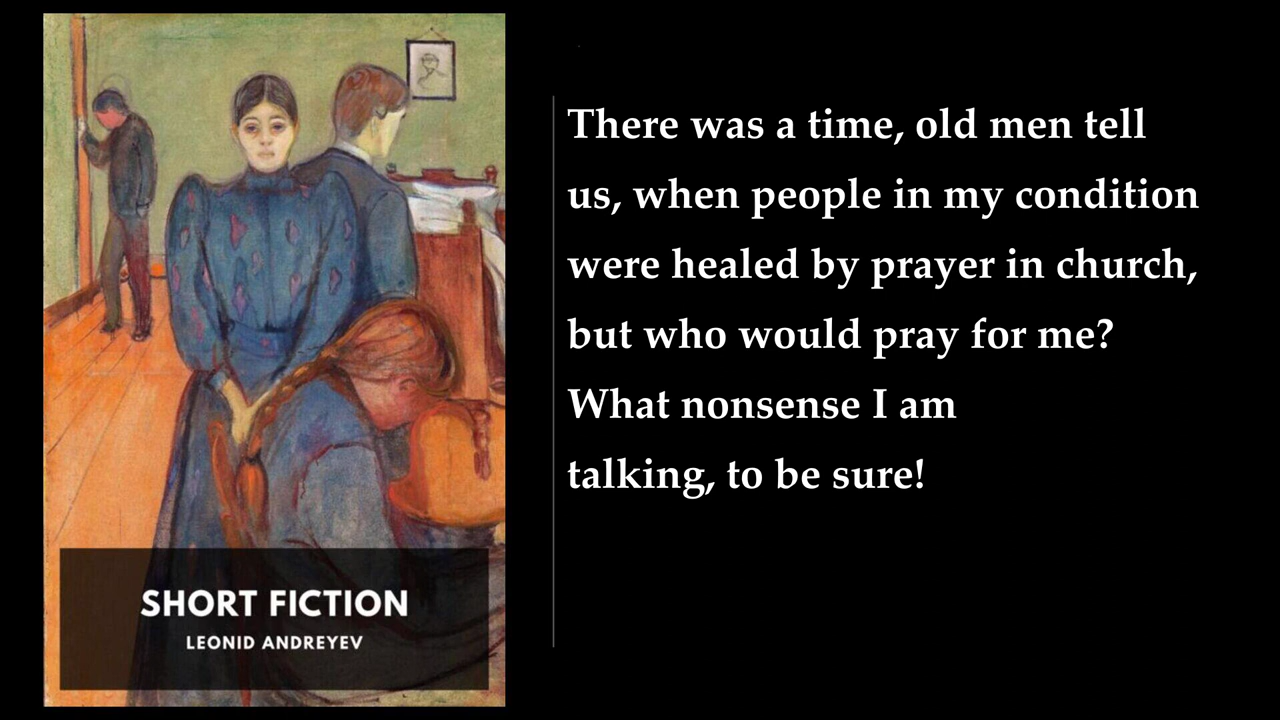 There was a time, old men tell
us, when people in my condition
were healed by prayer in church,
but who would pray for me?
What nonsense I am
talking, to be sure!
SHORT FICTION
LEONID ANDREYEV